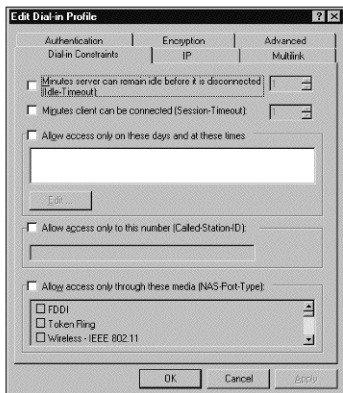 Edit Dial-in Profile
Authentication Encryption Advanced
Dial-in Constraints IP Multilink
Minutes server can remain idle before it is disconnected
(Idle-Timeout): 1
Minutes client can be connected (Session-Timeout): 1
Allow access only on these days and at these times
Edit...
Allow access only to this number (Called-Station-ID):
Allow access only through these media (NAS-Port-Type):
FDDI
Token Ring
Wireless - IEEE 802.11
OK Cancel Apply